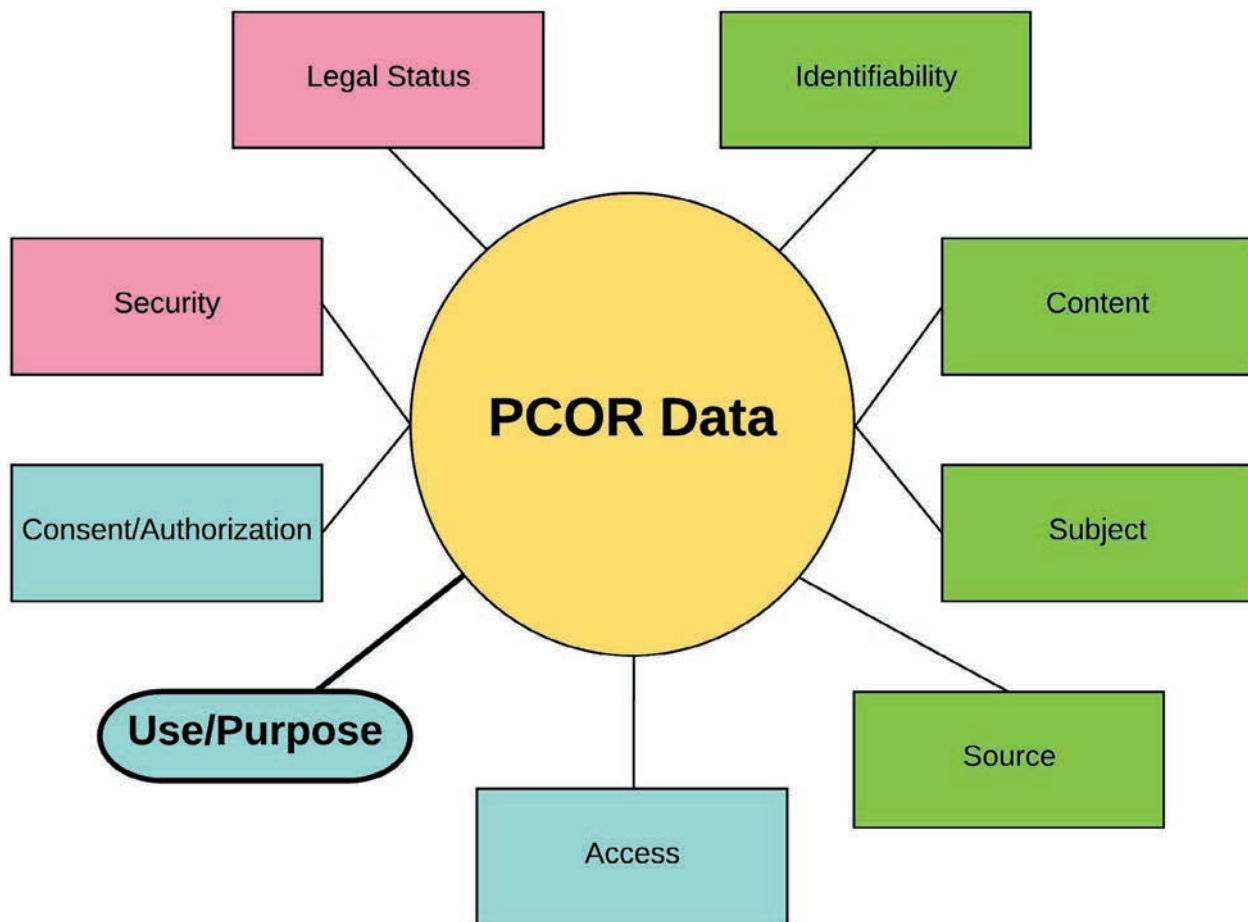 Legal Status
Identifiability
Security
Content
PCOR Data
Consent/Authorization
Subject
Use/Purpose
Source
Access